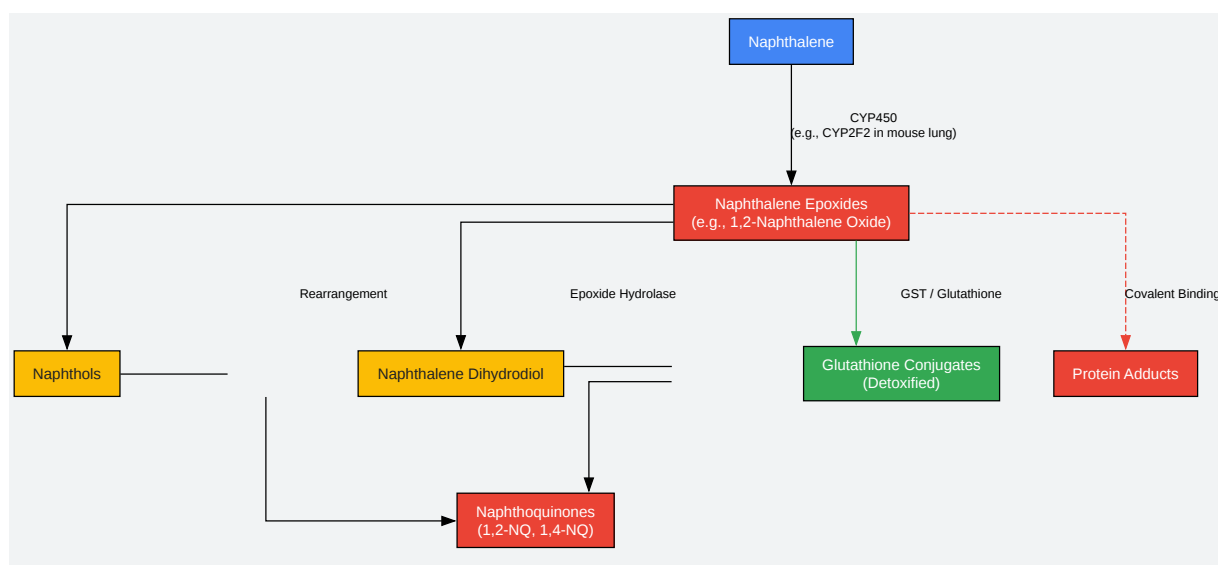 Naphthalene
CYP450
(e.g., CYP2F2 in mouse lung)
Naphthalene Epoxides
(e.g., 1,2-Naphthalene Oxide)
Rearrangement
Epoxide Hydrolase
GST / Glutathione
Covalent Binding
Naphthols
Naphthalene Dihydrodiol
Glutathione Conjugates
(Detoxified)
Protein Adducts
Naphthoquinones
(1,2-NQ, 1,4-NQ)